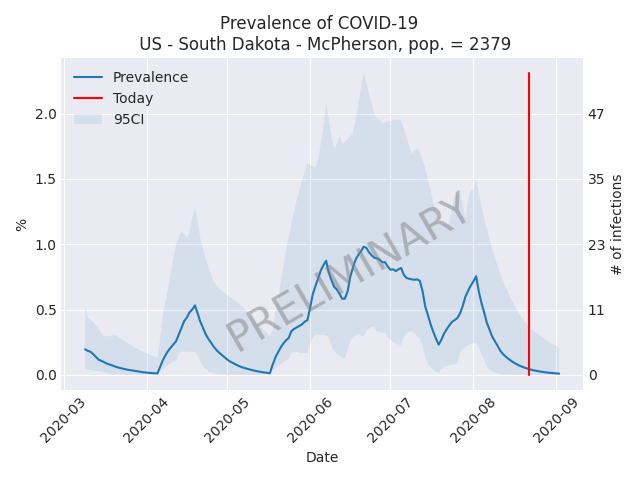 Prevalence of COVID-19
US - South Dakota - McPherson, pop. = 2379
Prevalence
Today
95CI
PRELIMINARY
%
2.0
1.5
1.0
0.5
0.0
47
35
23
11
0
# of infections
2020-03
2020-04
2020-05
2020-06
2020-07
2020-08
2020-09
Date